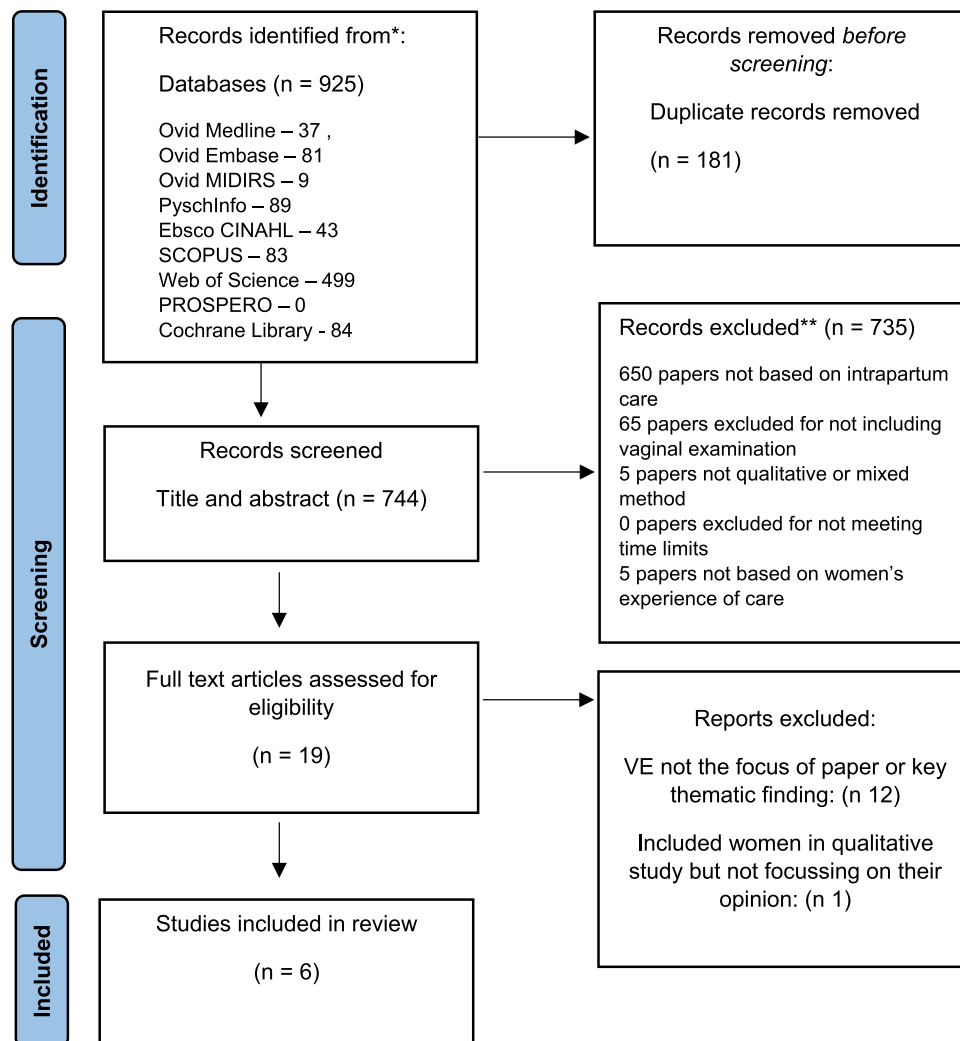 Identification
Records identified from*:
Databases (n = 925)
Ovid Medline – 37 ,
Ovid Embase – 81
Ovid MIDIRS – 9
PyschInfo – 89
Ebsco CINAHL – 43
SCOPUS – 83
Web of Science – 499
PROSPERO – 0
Cochrane Library - 84
Records removed before
screening:
Duplicate records removed
(n = 181)
Screening
Records screened
Title and abstract (n = 744)
Records excluded** (n = 735)
650 papers not based on intrapartum
care
65 papers excluded for not including
vaginal examination
5 papers not qualitative or mixed
method
0 papers excluded for not meeting
time limits
5 papers not based on women's
experience of care
Full text articles assessed for
eligibility
(n = 19)
Reports excluded:
VE not the focus of paper or key
thematic finding: (n 12)
Included women in qualitative
study but not focussing on their
opinion: (n 1)
Included
Studies included in review
(n = 6)